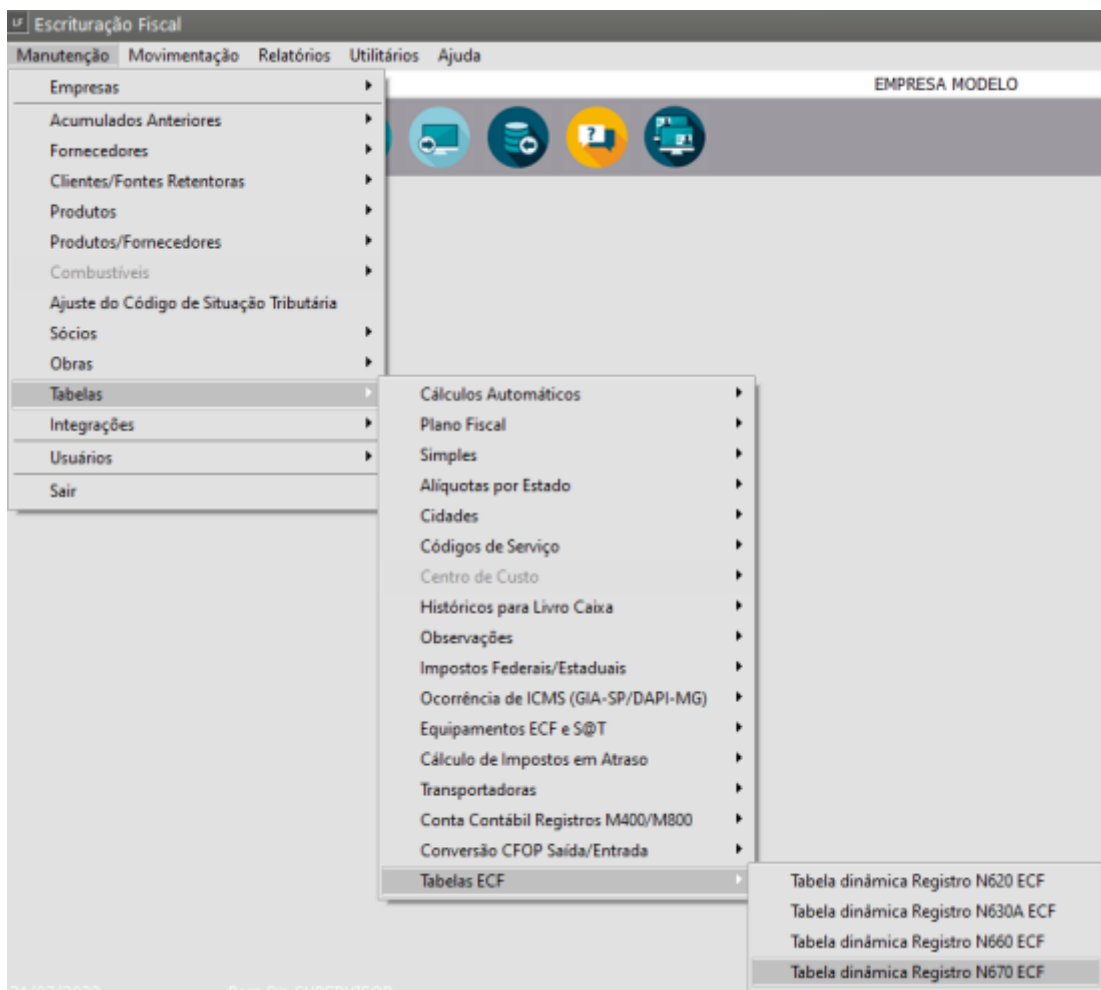 LF Escrituração Fiscal
Manutenção Movimentação Relatórios Utilitários Ajuda
EMPRESA MODELO
Empresas
Acumulados Anteriores
Fornecedores
Clientes/Fontes Retentoras
Produtos
Produtos/Fornecedores
Combustíveis
Ajuste do Código de Situação Tributária
Sócios
Obras
Tabelas
Integrações
Usuários
Sair
Cálculos Automáticos
Plano Fiscal
Simples
Alíquotas por Estado
Cidades
Códigos de Serviço
Centro de Custo
Históricos para Livro Caixa
Observações
Impostos Federais/Estaduais
Ocorrência de ICMS (GIA-SP/DAPI-MG)
Equipamentos ECF e S@T
Cálculo de Impostos em Atraso
Transportadoras
Conta Contábil Registros M400/M800
Conversão CFOP Saída/Entrada
Tabelas ECF
Tabela dinâmica Registro N620 ECF
Tabela dinâmica Registro N630A ECF
Tabela dinâmica Registro N660 ECF
Tabela dinâmica Registro N670 ECF